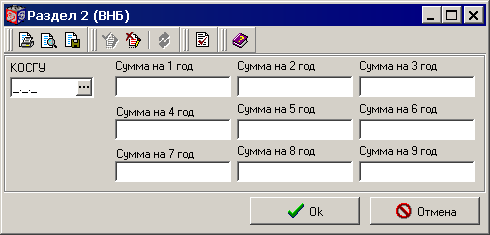 Раздел 2 (ВНБ)
КОСГУ
_._._ ...
Сумма на 1 год Сумма на 2 год Сумма на 3 год
Сумма на 4 год Сумма на 5 год Сумма на 6 год
Сумма на 7 год Сумма на 8 год Сумма на 9 год
Ok Отмена